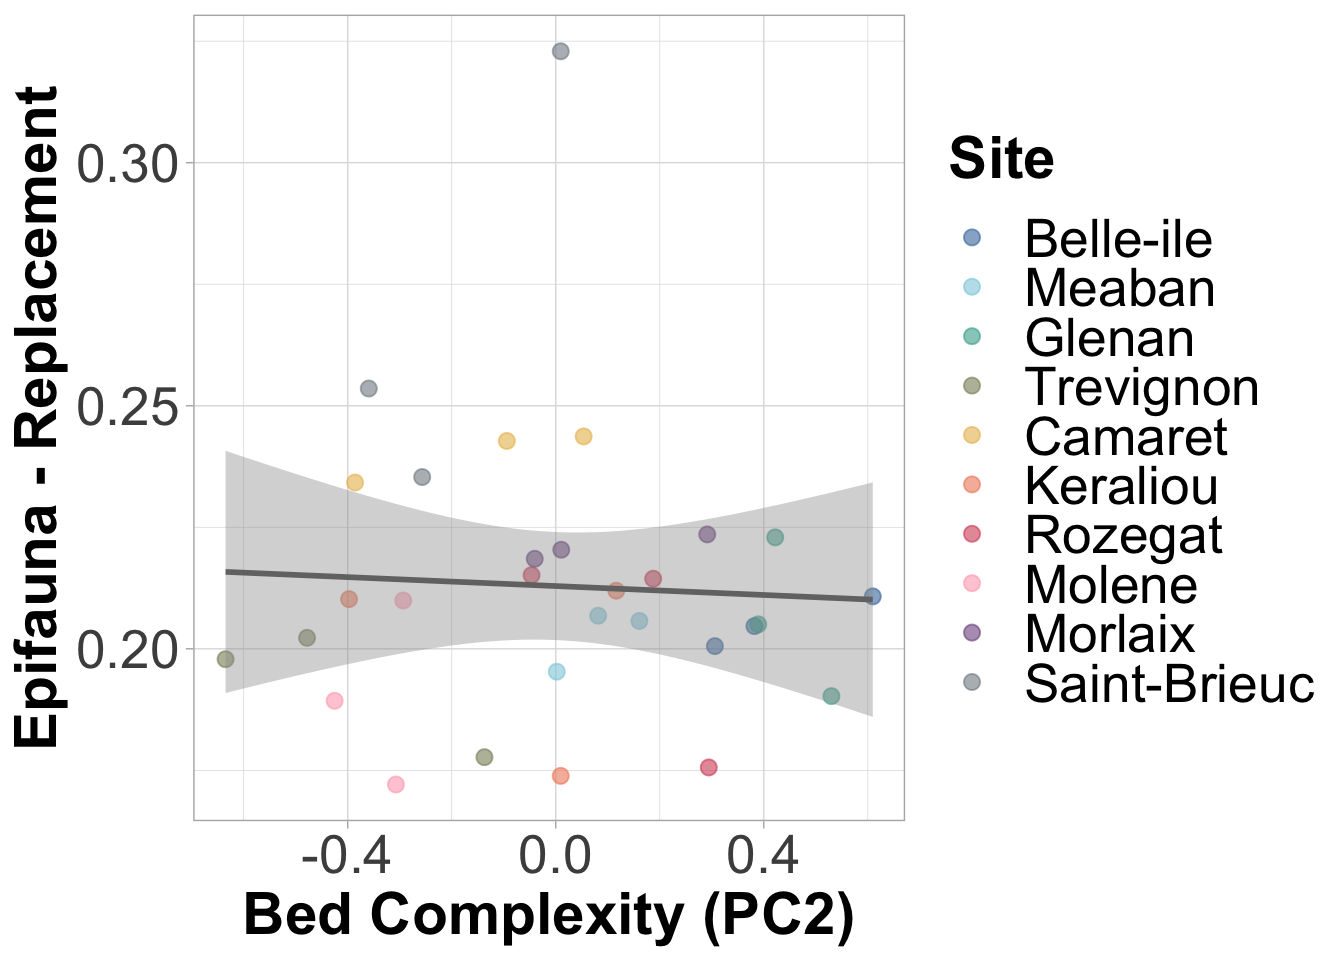 Epifauna - Replacement
0.30
0.25
0.20
-0.4
0.0
0.4
Bed Complexity (PC2)
Site
Belle-ile
Meaban
Glenan
Trevignon
Camaret
Keraliou
Rozegat
Molene
Morlaix
Saint-Brieuc